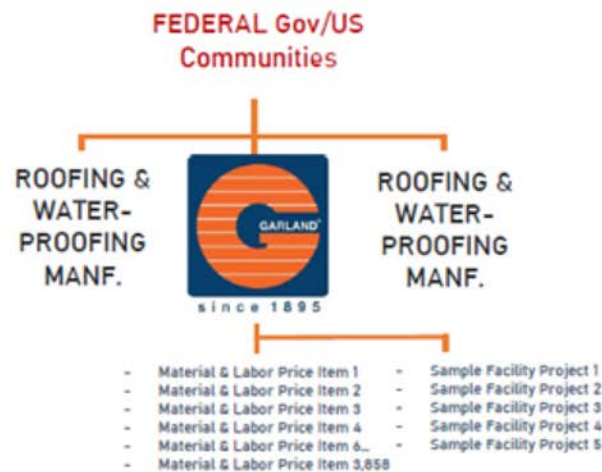 FEDERAL Gov/US
Communities
ROOFING &
WATER-
PROOFING
MANF.
GARLAND®
since 1895
ROOFING &
WATER-
PROOFING
MANF.
- Material & Labor Price Item 1
- Material & Labor Price Item 2
- Material & Labor Price Item 3
- Material & Labor Price Item 4
- Material & Labor Price Item 6...
- Material & Labor Price Item 3,858
- Sample Facility Project 1
- Sample Facility Project 2
- Sample Facility Project 3
- Sample Facility Project 4
- Sample Facility Project 5